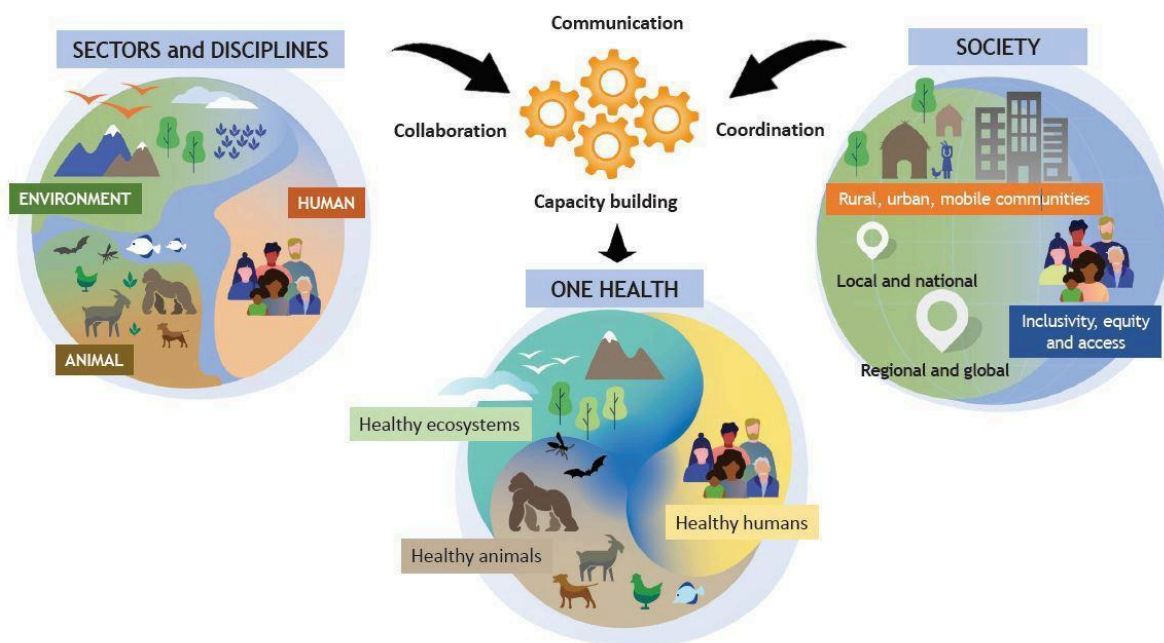 SECTORS and DISCIPLINES
ENVIRONMENT
HUMAN
ANIMAL
Communication
Collaboration
Coordination
Capacity building
SOCIETY
Rural, urban, mobile communities
Local and national
Inclusivity, equity
and access
Regional and global
ONE HEALTH
Healthy ecosystems
Healthy humans
Healthy animals